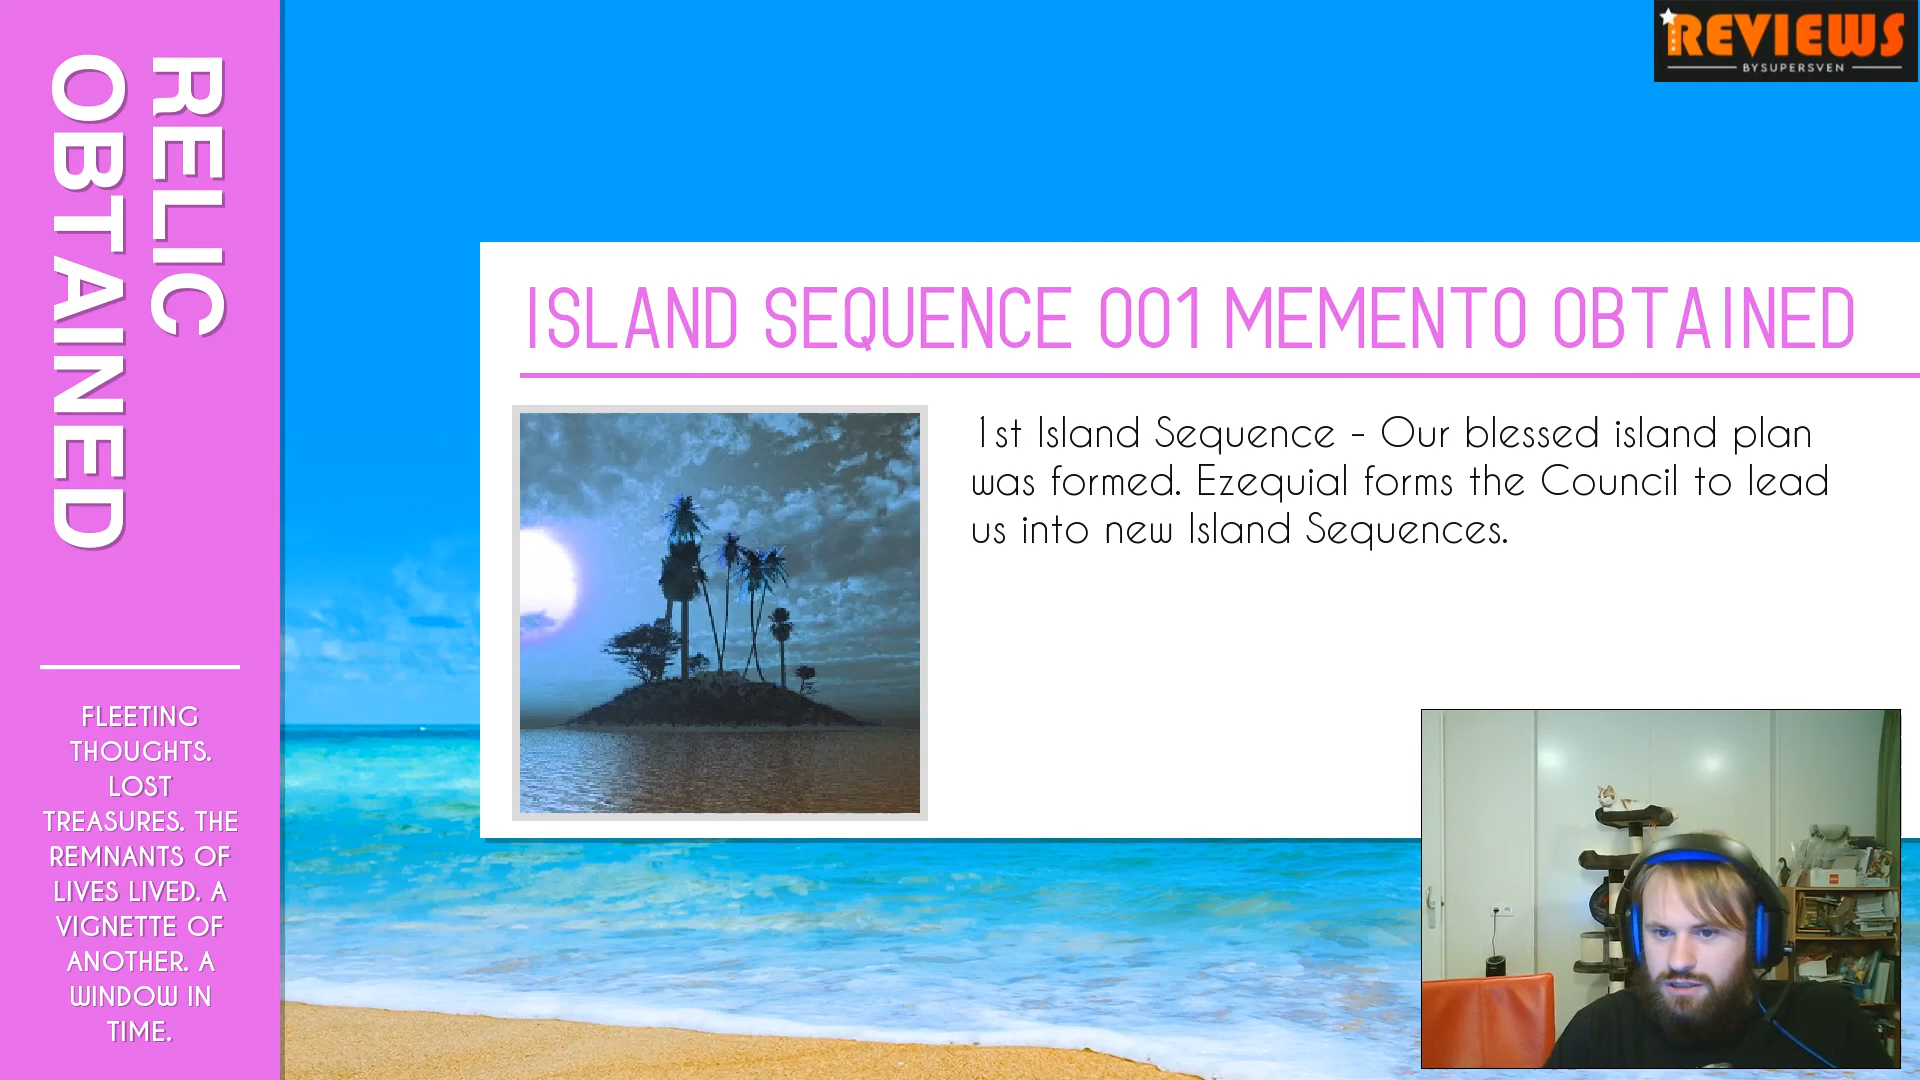 RELIC
OBTAINED
FLEETING
THOUGHTS.
LOST
TREASURES. THE
REMNANTS OF
LIVES LIVED. A
VIGNETTE OF
ANOTHER. A
WINDOW IN
TIME.
REVIEWS
BYSUPERSVEN
ISLAND SEQUENCE 001 MEMENTO OBTAINED
1st Island Sequence - Our blessed island plan
was formed. Ezequial forms the Council to lead
us into new Island Sequences.